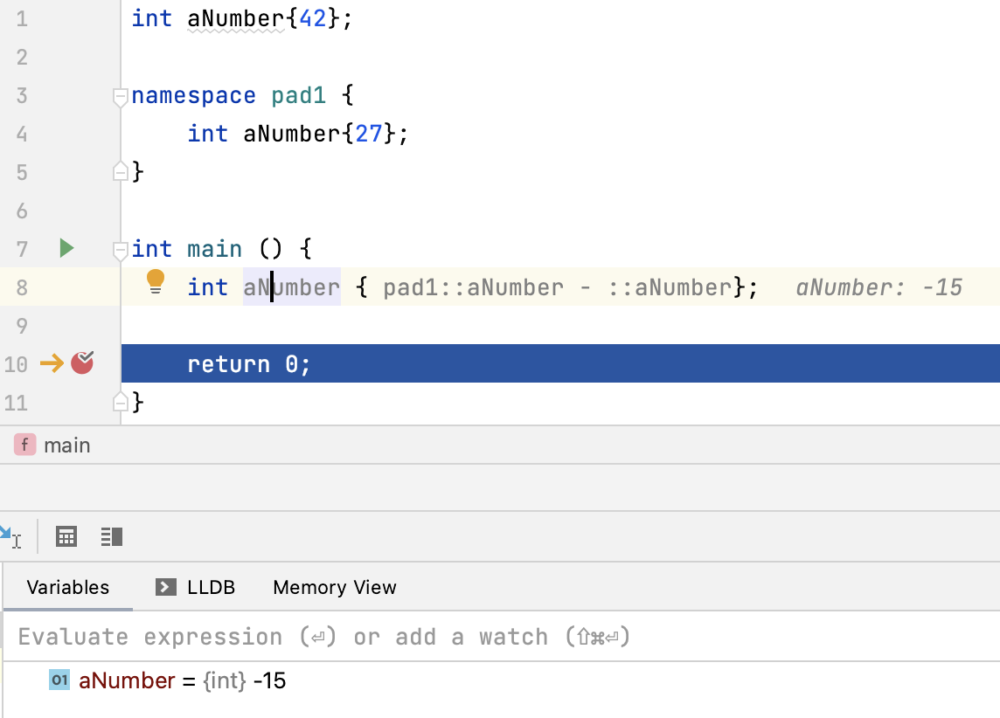 1 int aNumber{42};
2
3 namespace pad1 {
4 int aNumber{27};
5 }
6
7 int main () {
8 int aNumber { pad1::aNumber - ::aNumber}; aNumber: -15
9
10 return 0;
11 }
f main
Variables LLDB Memory View
Evaluate expression (⏎) or add a watch (⇧⌘⏎)
01 aNumber = {int} -15